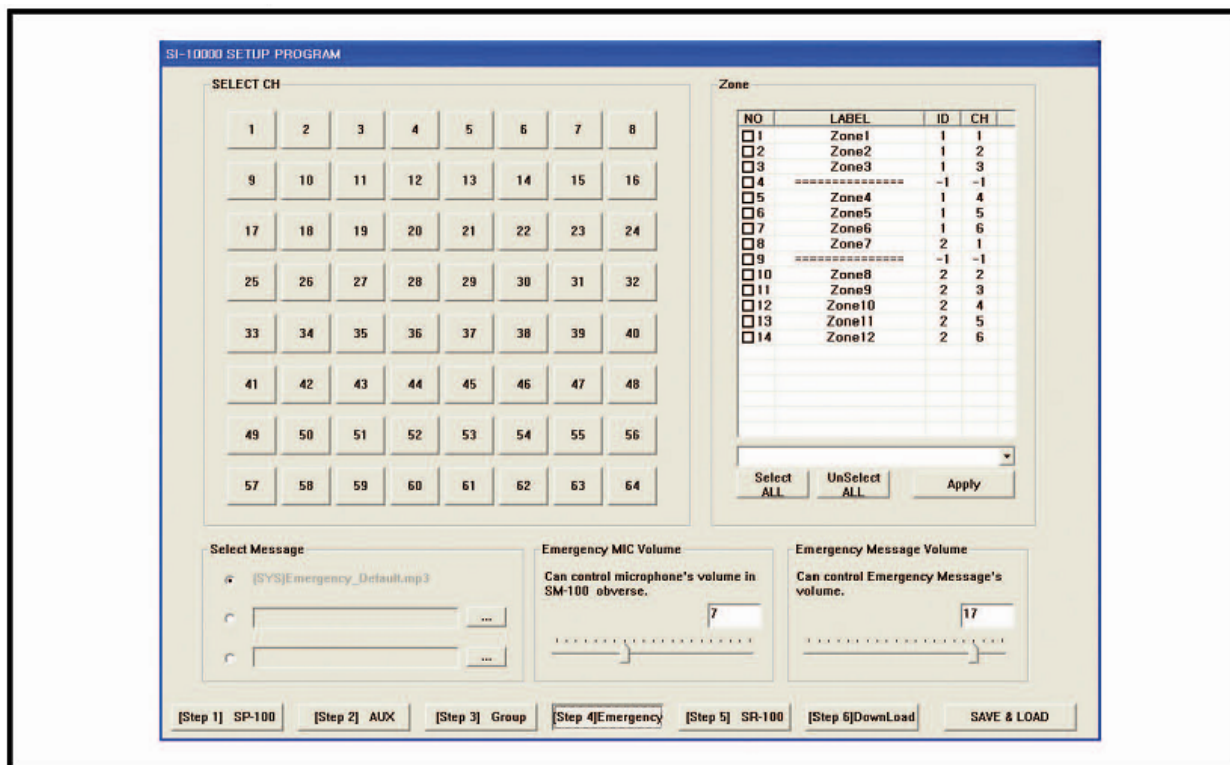 SI-10000 SETUP PROGRAM
SELECT CH
1 2 3 4 5 6 7 8
9 10 11 12 13 14 15 16
17 18 19 20 21 22 23 24
25 26 27 28 29 30 31 32
33 34 35 36 37 38 39 40
41 42 43 44 45 46 47 48
49 50 51 52 53 54 55 56
57 58 59 60 61 62 63 64
Zone
NO LABEL ID CH
1 Zone1 1 1
2 Zone2 1 2
3 Zone3 1 3
4 =============== -1 -1
5 Zone4 1 4
6 Zone5 1 5
7 Zone6 1 6
8 Zone7 2 1
9 =============== -1 -1
10 Zone8 2 2
11 Zone9 2 3
12 Zone10 2 4
13 Zone11 2 5
14 Zone12 2 6
Select ALL UnSelect ALL Apply
Select Message
[SYS]Emergency_Default.mp3
...
...
Emergency MIC Volume
Can control microphone's volume in
SM-100 obverse.
7
Emergency Message Volume
Can control Emergency Message's
volume.
17
[Step 1] SP-100 [Step 2] AUX [Step 3] Group [Step 4]Emergency [Step 5] SR-100 [Step 6]DownLoad SAVE & LOAD